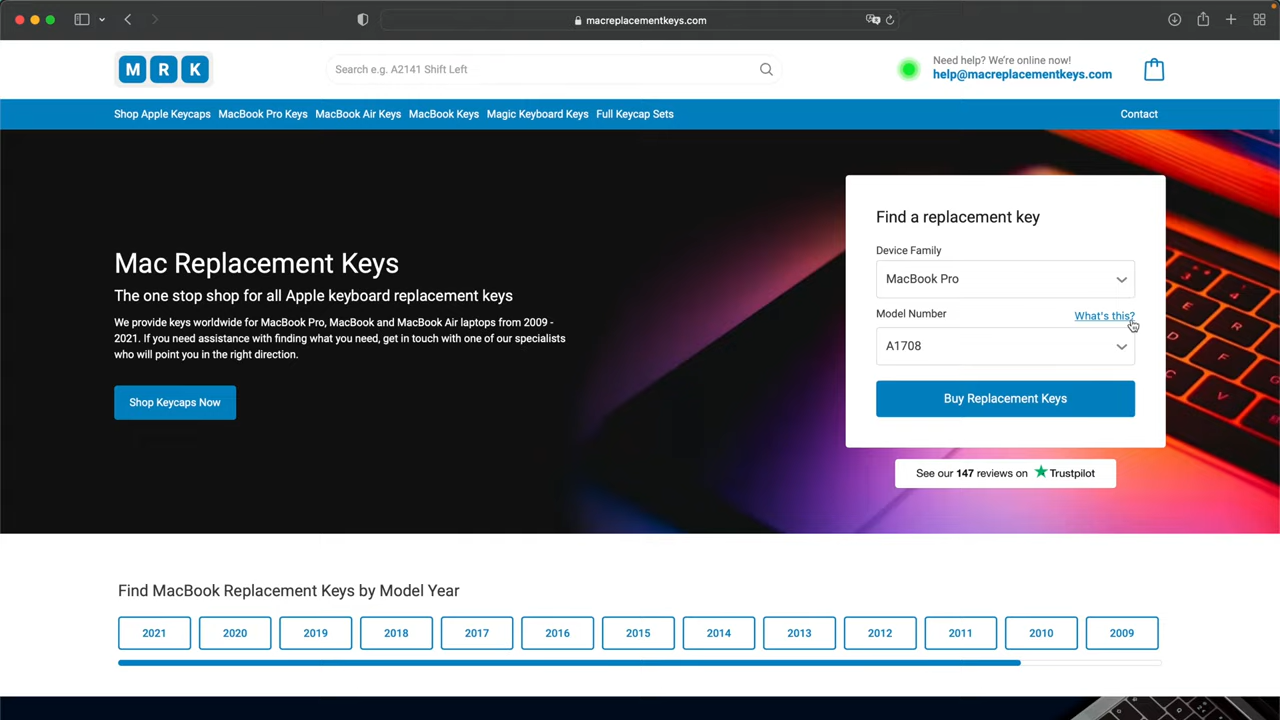 macreplacementkeys.com
M R K
Search e.g. A2141 Shift Left
Need help? We're online now!
help@macreplacementkeys.com
Shop Apple Keycaps MacBook Pro Keys MacBook Air Keys MacBook Keys Magic Keyboard Keys Full Keycap Sets Contact
Mac Replacement Keys
The one stop shop for all Apple keyboard replacement keys
We provide keys worldwide for MacBook Pro, MacBook and MacBook Air laptops from 2009 -
2021. If you need assistance with finding what you need, get in touch with one of our specialists
who will point you in the right direction.
Shop Keycaps Now
Find a replacement key
Device Family
MacBook Pro
Model Number What's this?
A1708
Buy Replacement Keys
See our 147 reviews on Trustpilot
Find MacBook Replacement Keys by Model Year
2021 2020 2019 2018 2017 2016 2015 2014 2013 2012 2011 2010 2009